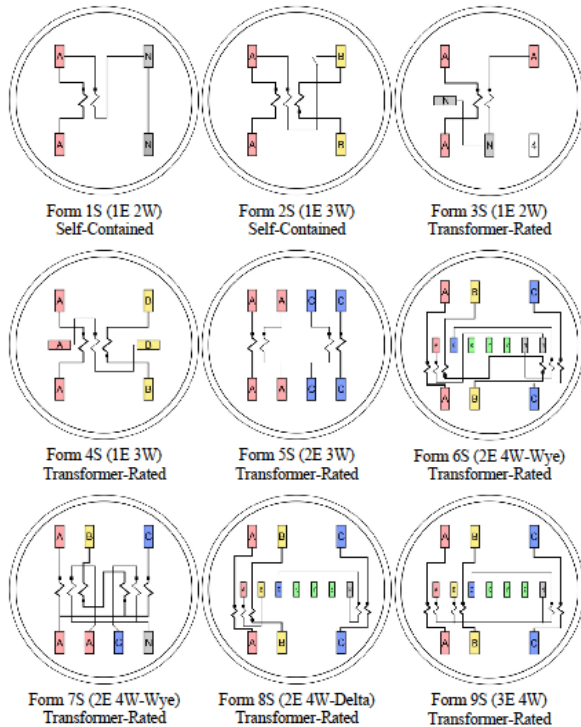 A N
A N
Form 1S (1E 2W)
Self-Contained
A B
A B
Form 2S (1E 3W)
Self-Contained
A A
N
A N 4
Form 3S (1E 2W)
Transformer-Rated
A
A
A B
Form 4S (1E 3W)
Transformer-Rated
A A C C
A A C C
Form 5S (2E 3W)
Transformer-Rated
A B C
A B C
Form 6S (2E 4W-Wye)
Transformer-Rated
A B C
A A C N
Form 7S (2E 4W-Wye)
Transformer-Rated
A B C
A B C
Form 8S (2E 4W-Delta)
Transformer-Rated
A B C
A B C
Form 9S (3E 4W)
Transformer-Rated